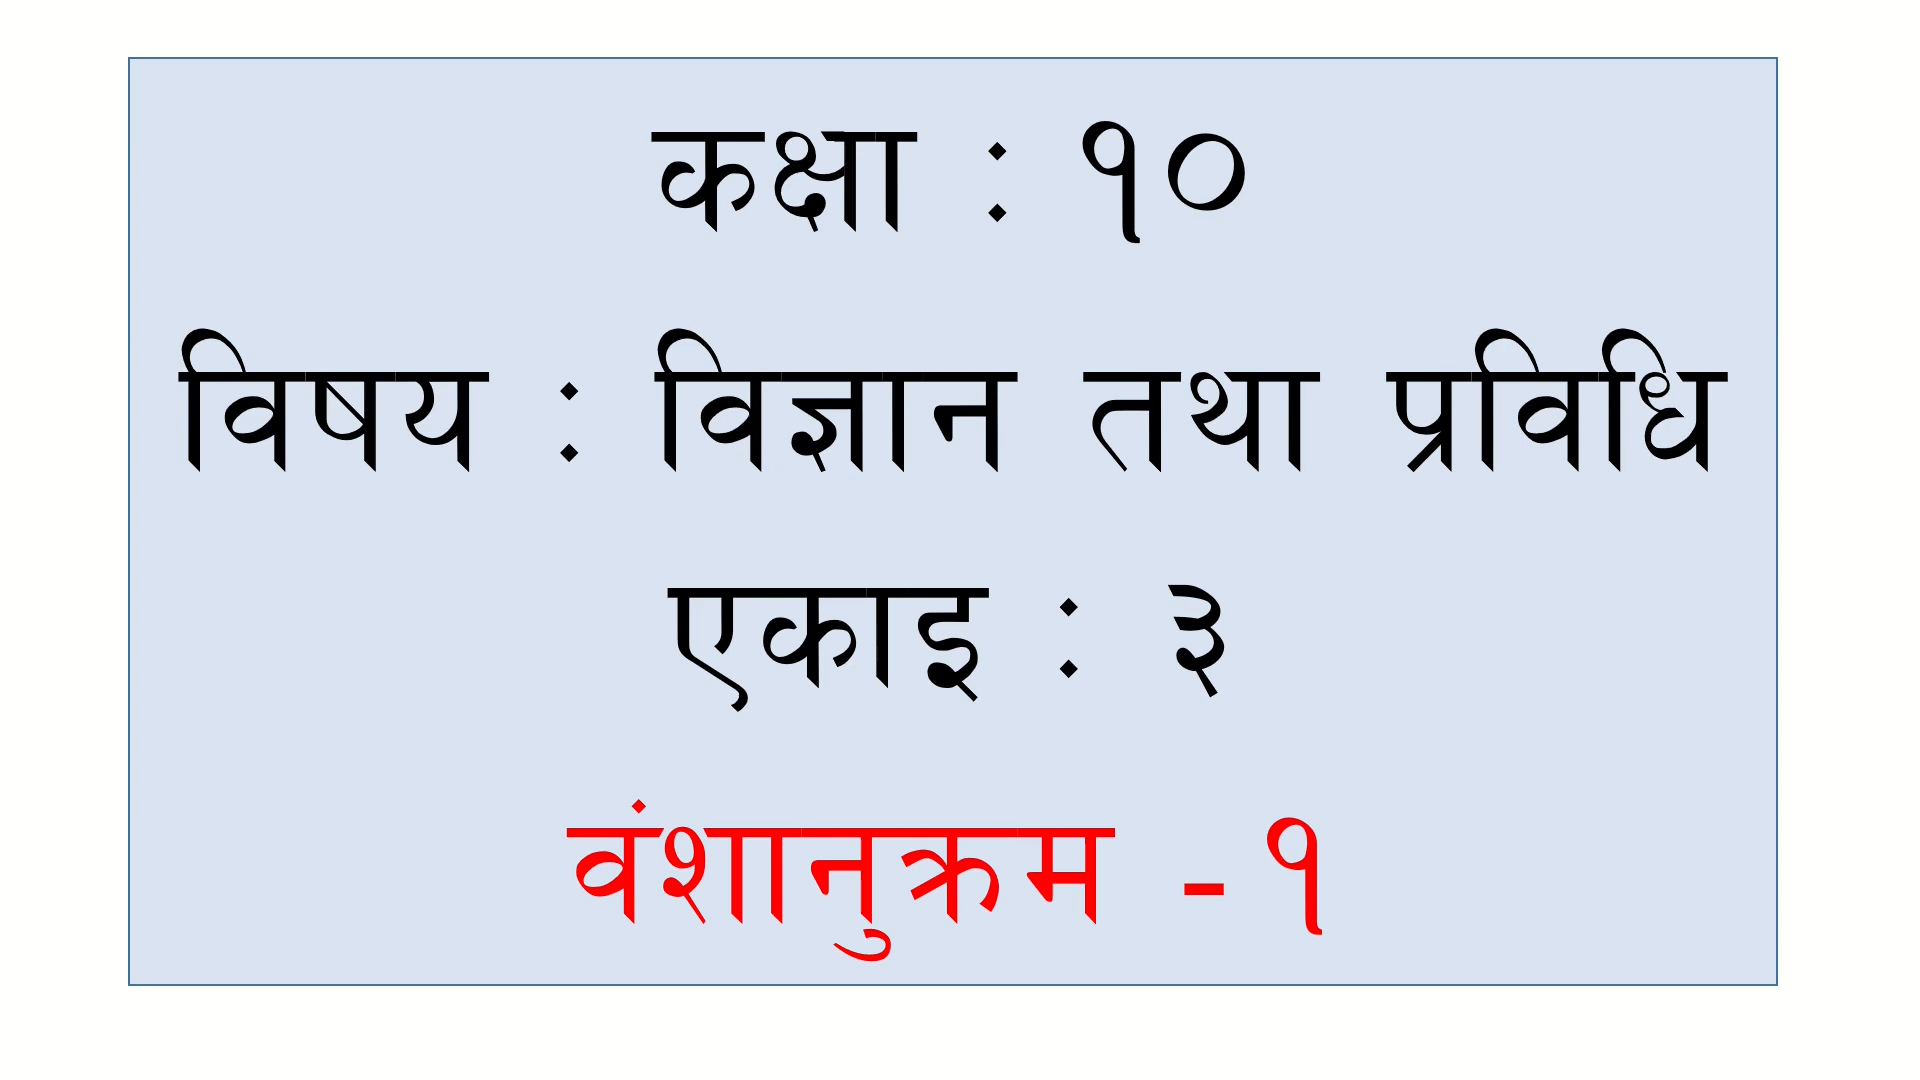 कक्षा : १०
विषय : विज्ञान तथा प्रविधि
एकाइ : ३
वंशानुक्रम -१